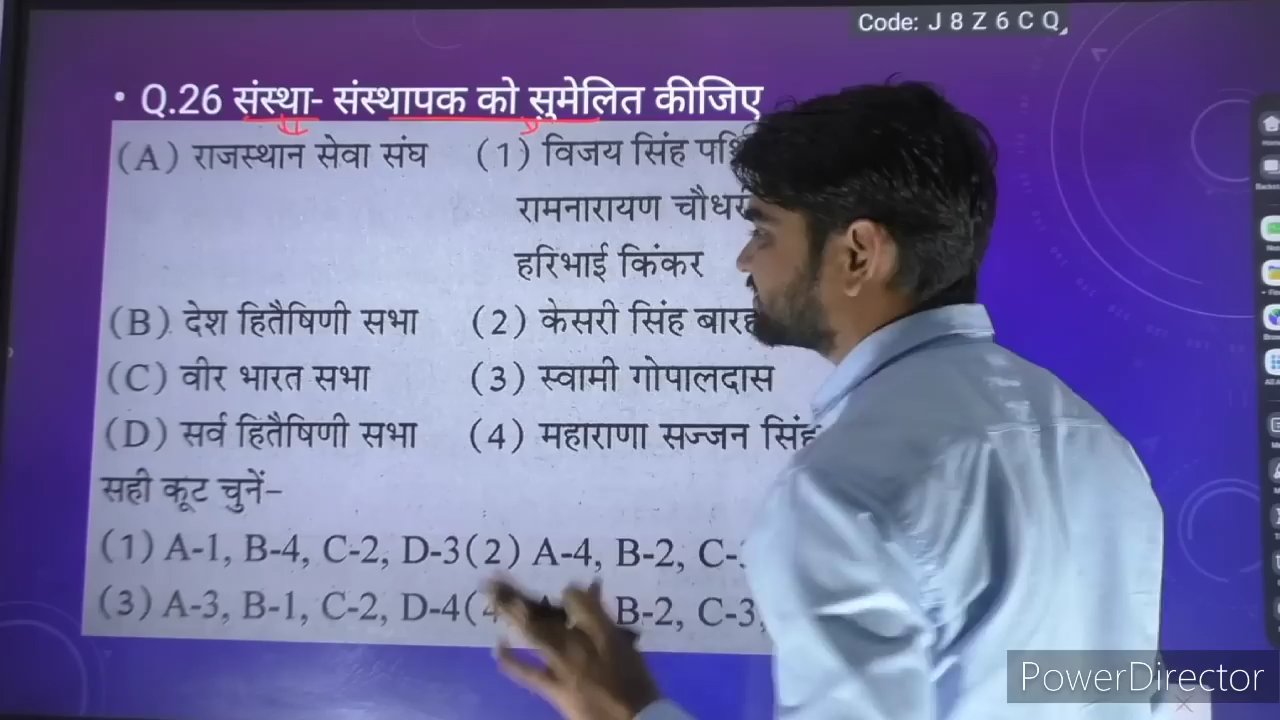 Code: J 8 Z 6 C Q
• Q.26 संस्था- संस्थापक को सुमेलित कीजिए
(A) राजस्थान सेवा संघ (1) विजय सिंह
रामनारायण
हरिभाई किंकर
(B) देश हितैषिणी सभा (2) केसरी सिंह
(C) वीर भारत सभा (3) स्वामी गोपालदास
(D) सर्व हितैषिणी सभा (4) महाराणा सज्जन सिंह
सही कूट चुनें-
(1) A-1, B-4, C-2, D-3 (2) A-4, B-2, C-
(3) A-3, B-1, C-2, D-4 (4 B-2, C-3,
PowerDirector